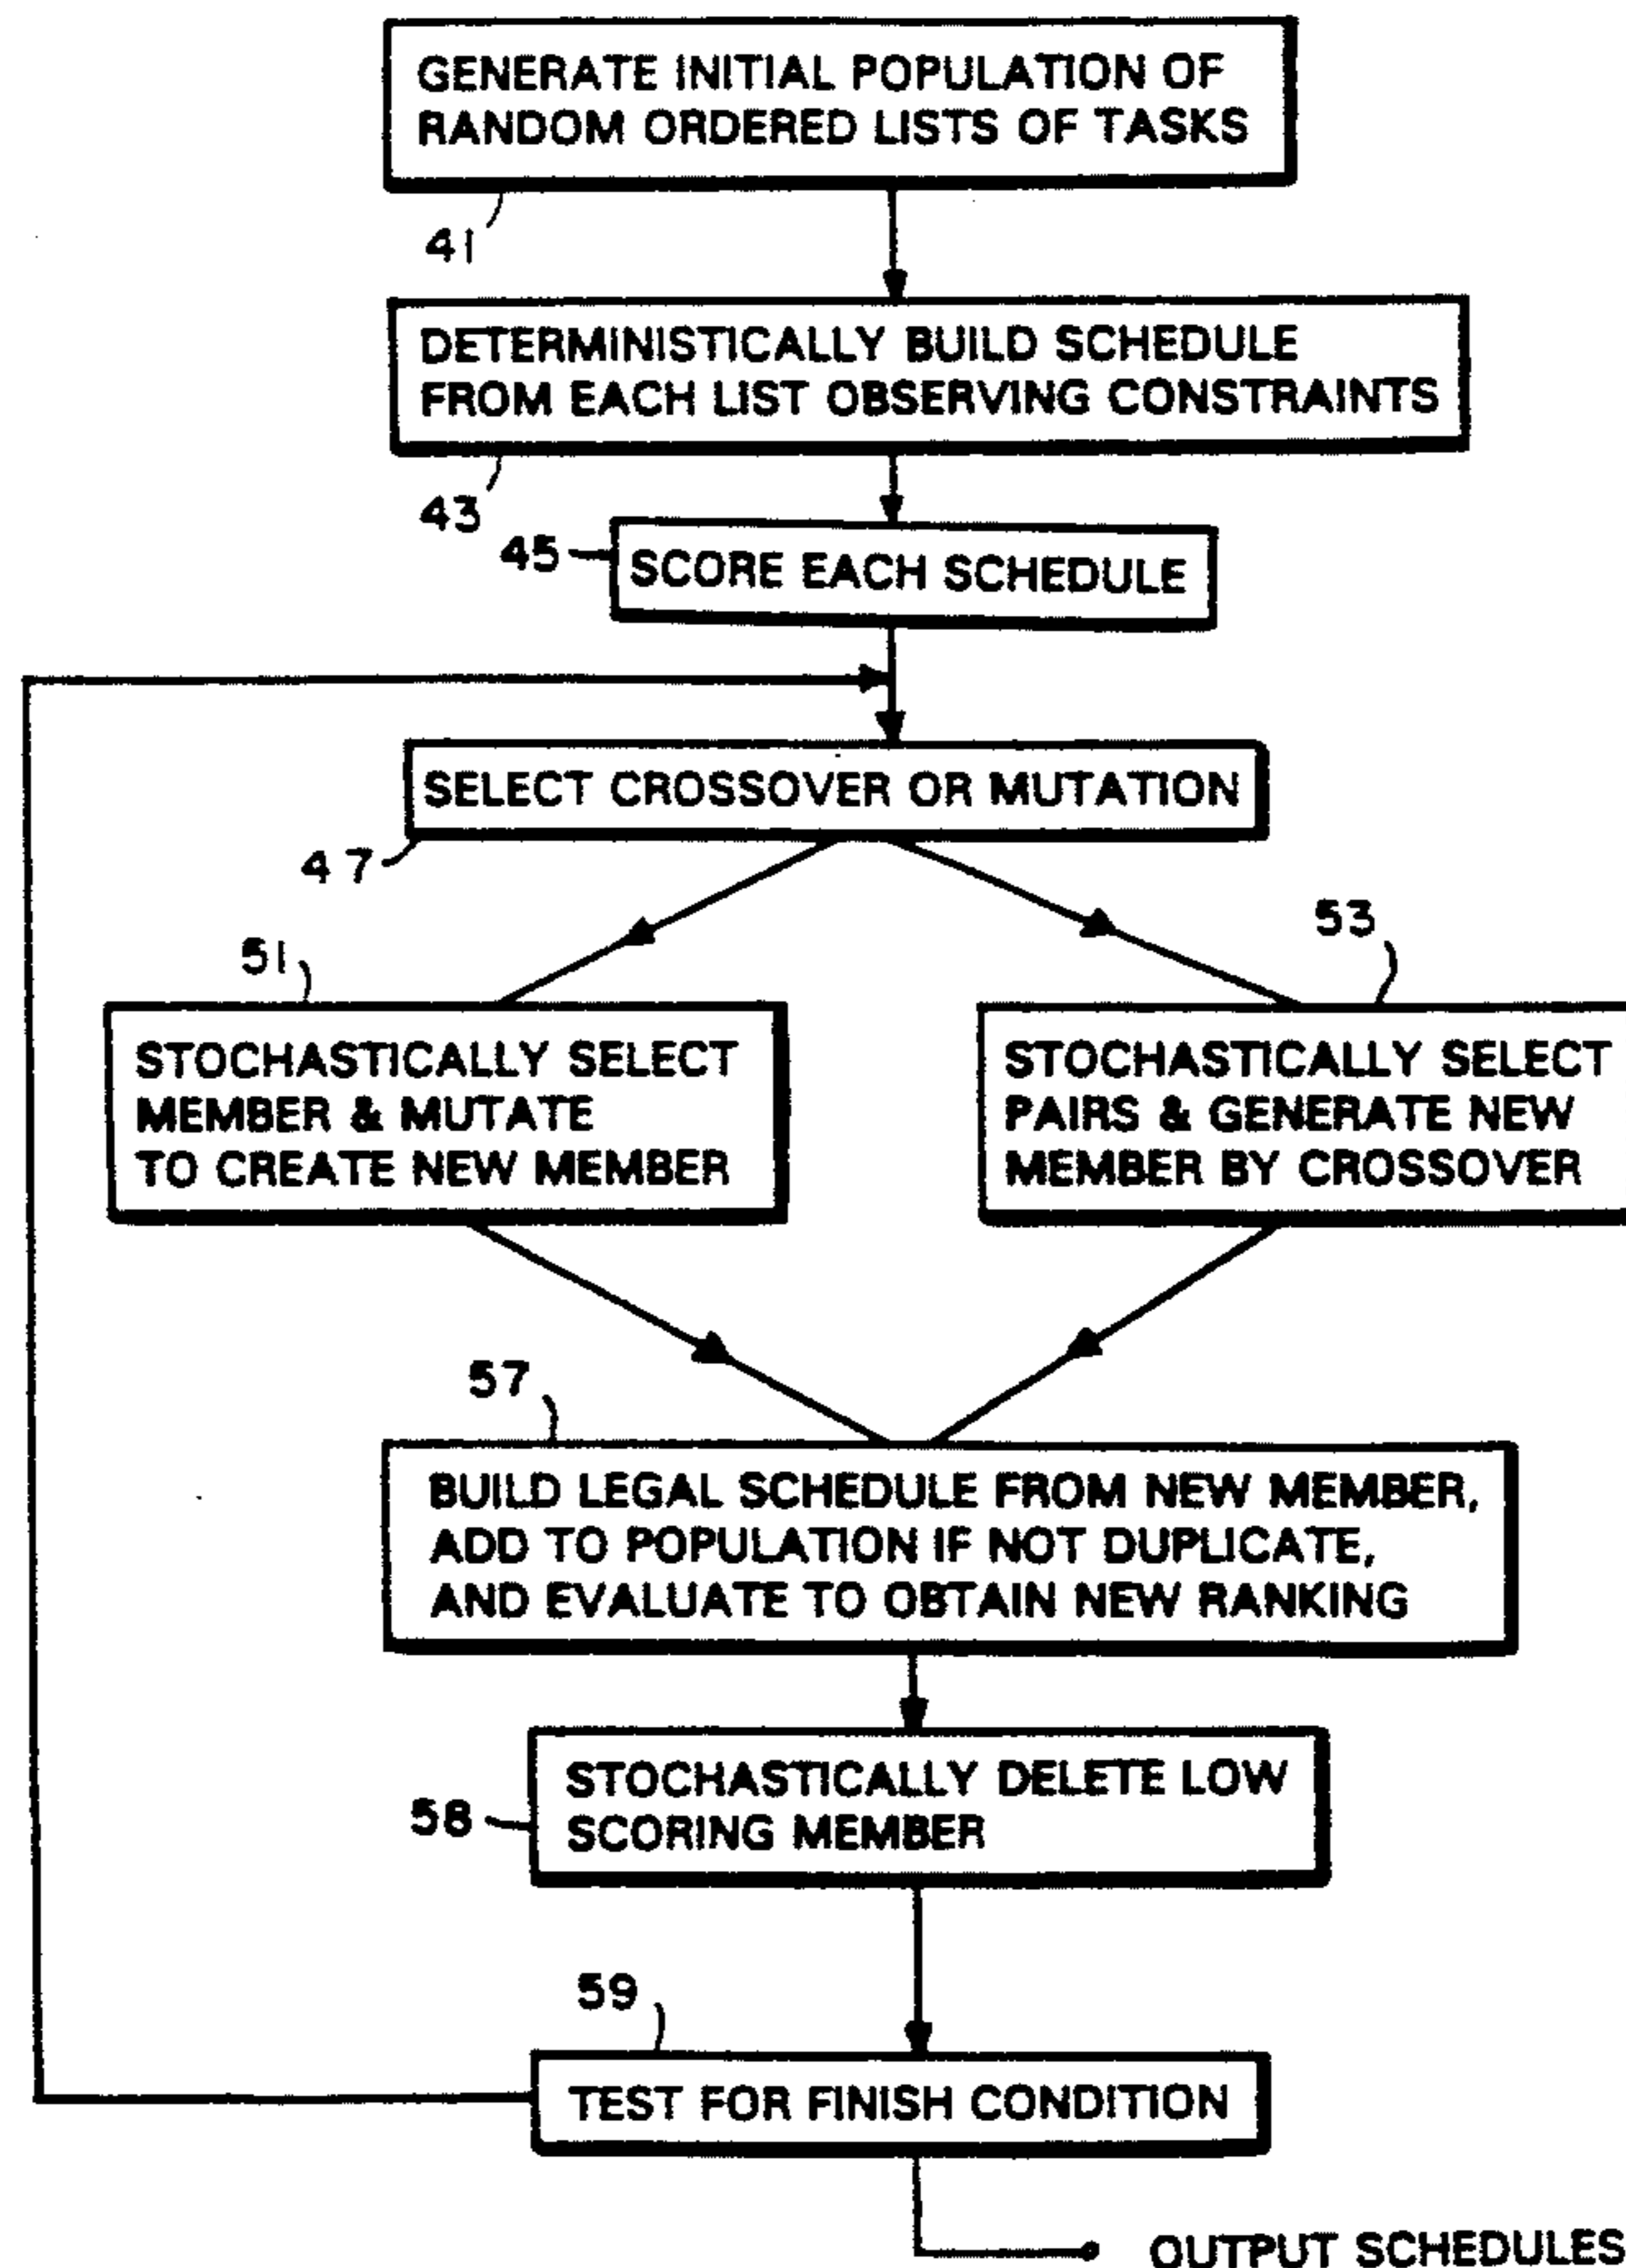 GENERATE INITIAL POPULATION OF
RANDOM ORDERED LISTS OF TASKS
41
DETERMINISTICALLY BUILD SCHEDULE
FROM EACH LIST OBSERVING CONSTRAINTS
43
45
SCORE EACH SCHEDULE
SELECT CROSSOVER OR MUTATION
47
51
53
STOCHASTICALLY SELECT
MEMBER & MUTATE
TO CREATE NEW MEMBER
STOCHASTICALLY SELECT
PAIRS & GENERATE NEW
MEMBER BY CROSSOVER
57
BUILD LEGAL SCHEDULE FROM NEW MEMBER,
ADD TO POPULATION IF NOT DUPLICATE,
AND EVALUATE TO OBTAIN NEW RANKING
STOCHASTICALLY DELETE LOW
SCORING MEMBER
58
59
TEST FOR FINISH CONDITION
OUTPUT SCHEDULES